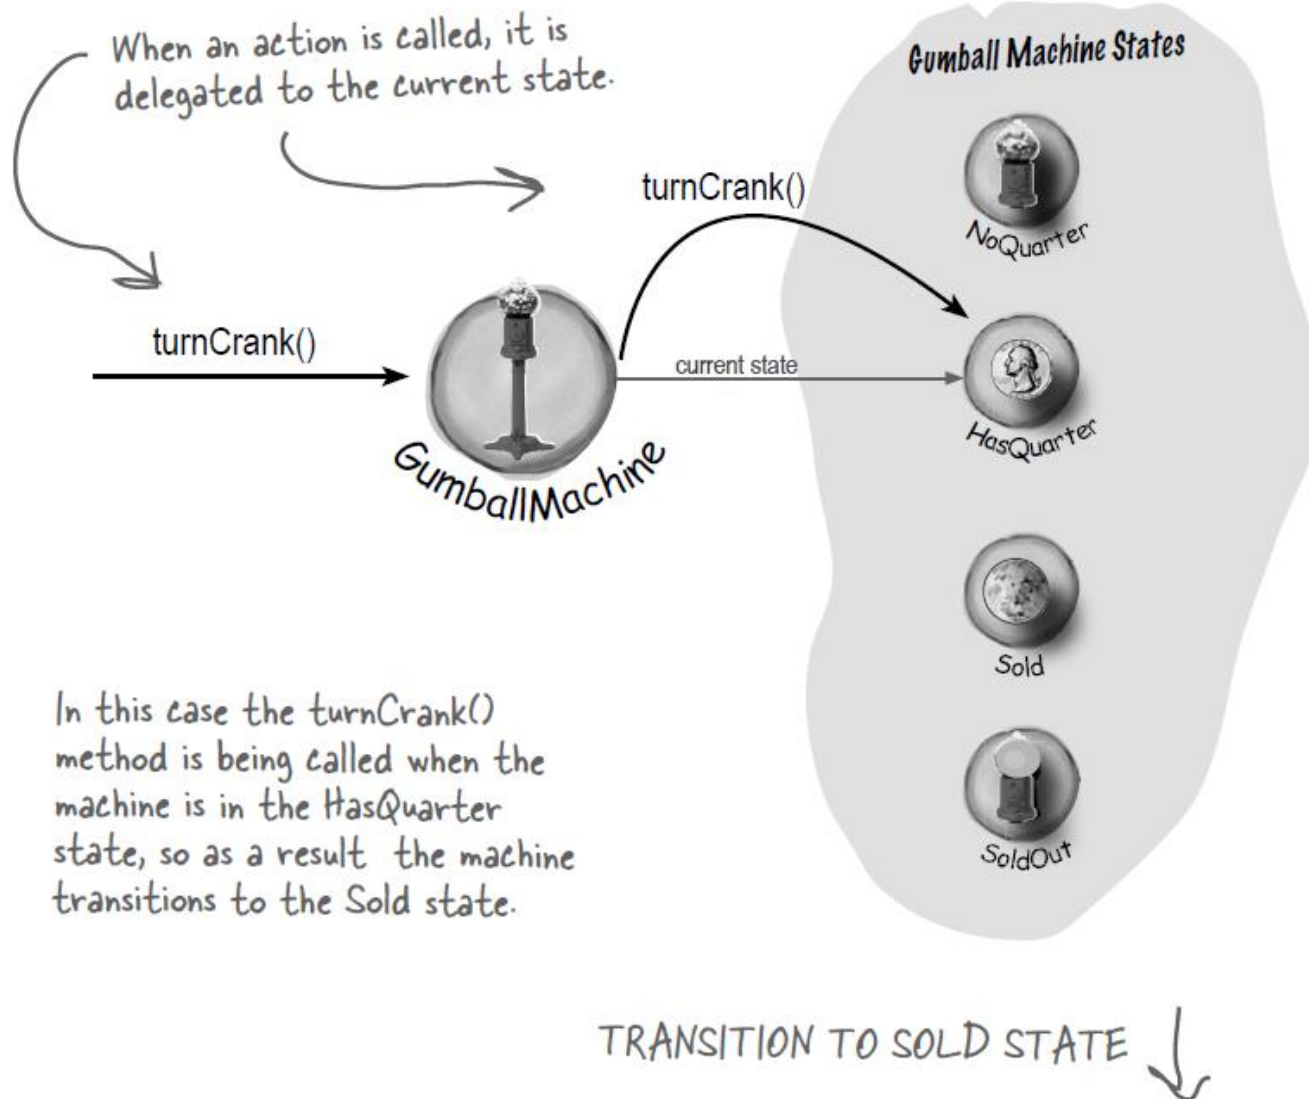 When an action is called, it is
delegated to the current state.
Gumball Machine States
turnCrank()
NoQuarter
turnCrank()
current state
HasQuarter
GumballMachine
Sold
In this case the turnCrank()
method is being called when the
machine is in the HasQuarter
state, so as a result the machine
transitions to the Sold state.
SoldOut
TRANSITION TO SOLD STATE